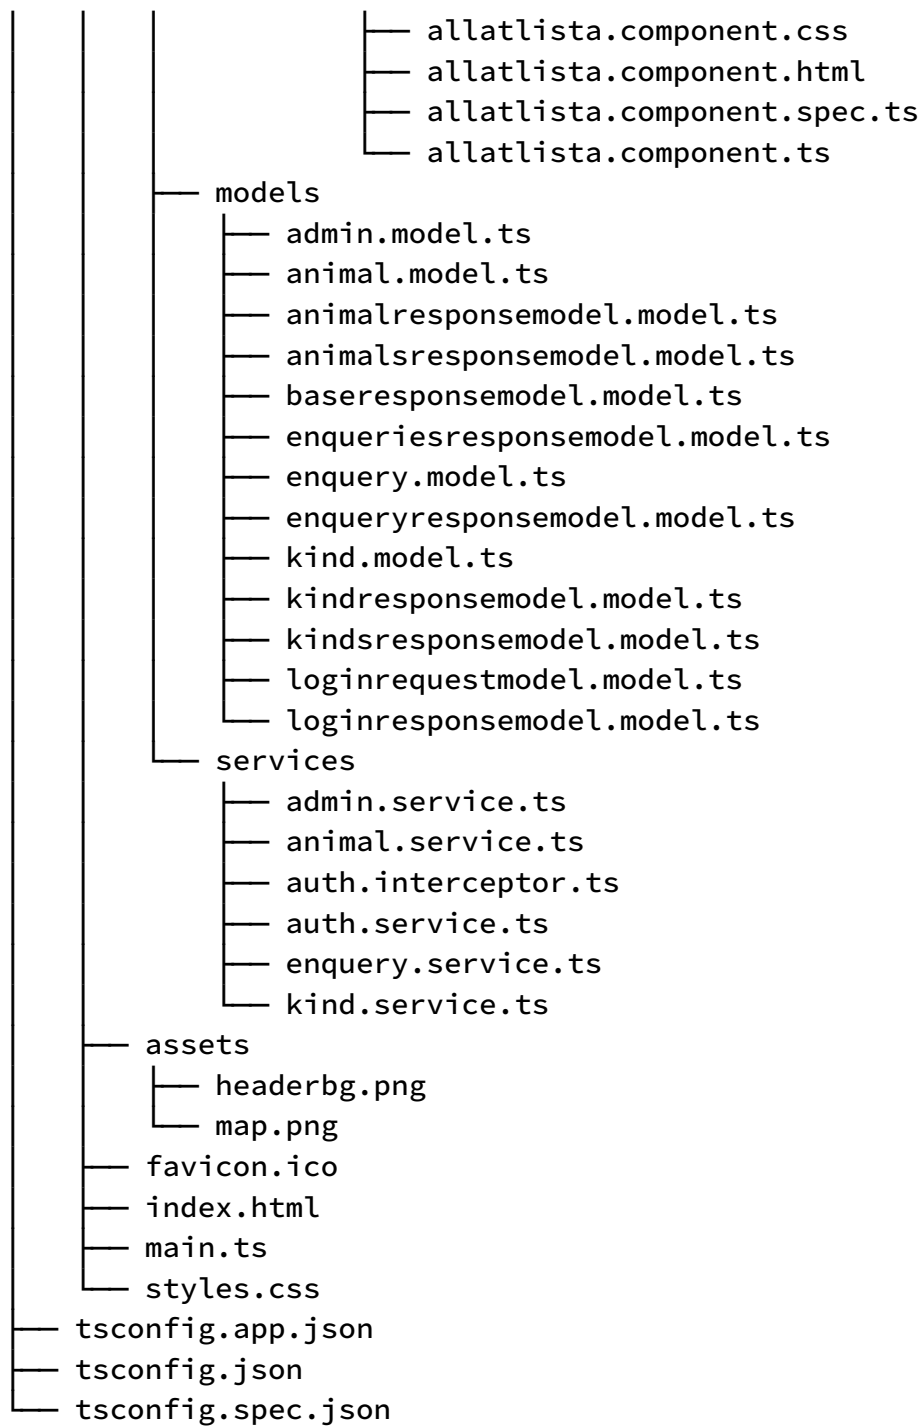 │   │   │           ├── allatlista.component.css
│   │   │           ├── allatlista.component.html
│   │   │           ├── allatlista.component.spec.ts
│   │   │           └── allatlista.component.ts
│   │   ├── models
│   │   │   ├── admin.model.ts
│   │   │   ├── animal.model.ts
│   │   │   ├── animalresponsemodel.model.ts
│   │   │   ├── animalsresponsemodel.model.ts
│   │   │   ├── baseresponsemodel.model.ts
│   │   │   ├── enqueriesresponsemodel.model.ts
│   │   │   ├── enquery.model.ts
│   │   │   ├── enqueryresponsemodel.model.ts
│   │   │   ├── kind.model.ts
│   │   │   ├── kindresponsemodel.model.ts
│   │   │   ├── kindsresponsemodel.model.ts
│   │   │   ├── loginrequestmodel.model.ts
│   │   │   └── loginresponsemodel.model.ts
│   │   └── services
│   │       ├── admin.service.ts
│   │       ├── animal.service.ts
│   │       ├── auth.interceptor.ts
│   │       ├── auth.service.ts
│   │       ├── enquery.service.ts
│   │       └── kind.service.ts
│   ├── assets
│   │   ├── headerbg.png
│   │   └── map.png
│   ├── favicon.ico
│   ├── index.html
│   ├── main.ts
│   └── styles.css
├── tsconfig.app.json
├── tsconfig.json
└── tsconfig.spec.json